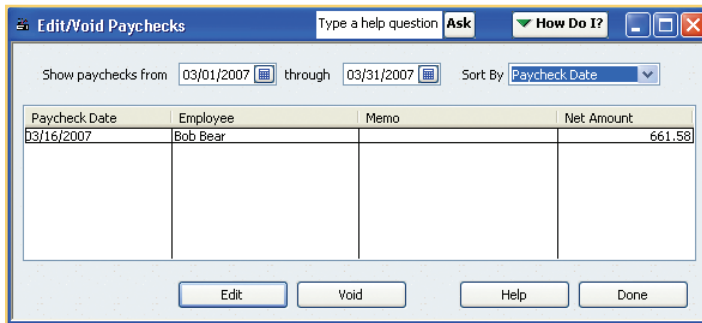 Edit/Void Paychecks Type a help question Ask How Do I?
Show paychecks from 03/01/2007 through 03/31/2007 Sort By Paycheck Date
Paycheck Date Employee Memo Net Amount
03/16/2007 Bob Bear 661.58
Edit Void Help Done